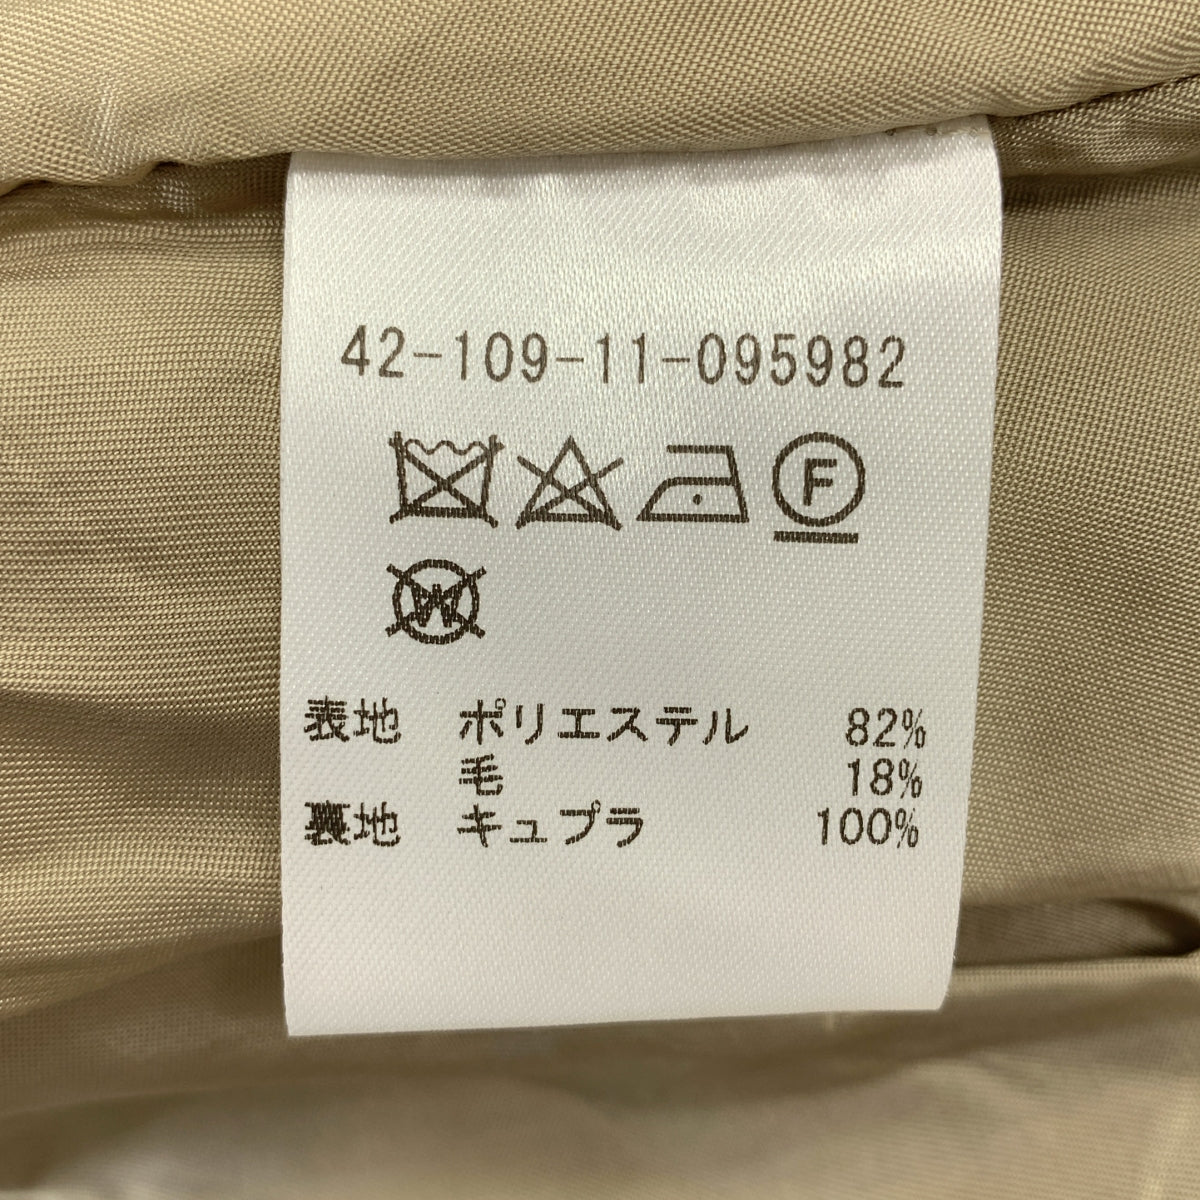 42-109-11-095982
F
W
表地 ポリエステル 82%
毛 18%
裏地 キュプラ 100%